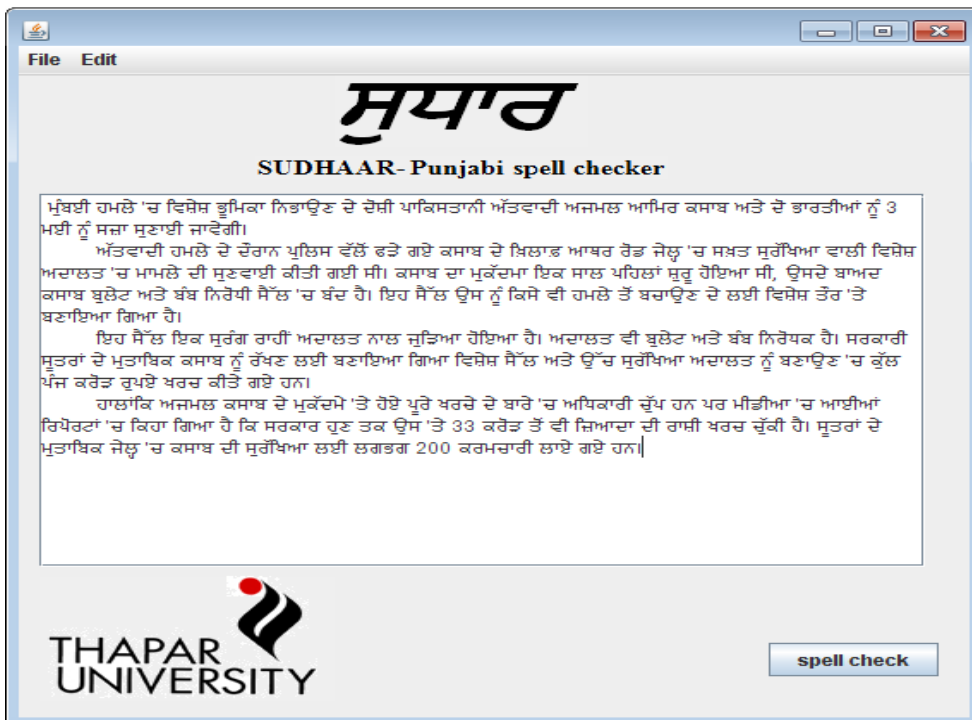 File Edit
ਸੁਧਾਰ
SUDHAAR- Punjabi spell checker
ਮੁੰਬਈ ਹਮਲੇ 'ਚ ਵਿਸ਼ੇਸ਼ ਭੂਮਿਕਾ ਨਿਭਾਉਣ ਦੇ ਦੋਸ਼ੀ ਪਾਕਿਸਤਾਨੀ ਅੱਤਵਾਦੀ ਅਜਮਲ ਆਮਿਰ ਕਸਾਬ ਅਤੇ ਦੋ ਭਾਰਤੀਆਂ ਨੂੰ 3
ਮਈ ਨੂੰ ਸਜ਼ਾ ਸੁਣਾਈ ਜਾਵੇਗੀ।
ਅੱਤਵਾਦੀ ਹਮਲੇ ਦੇ ਦੌਰਾਨ ਪੁਲਿਸ ਵੱਲੋਂ ਫੜੇ ਗਏ ਕਸਾਬ ਦੇ ਖ਼ਿਲਾਫ਼ ਆਥਰ ਰੋਡ ਜੇਲ੍ਹ 'ਚ ਸਖ਼ਤ ਸੁਰੱਖਿਆ ਵਾਲੀ ਵਿਸ਼ੇਸ਼
ਅਦਾਲਤ 'ਚ ਮਾਮਲੇ ਦੀ ਸੁਣਵਾਈ ਕੀਤੀ ਗਈ ਸੀ। ਕਸਾਬ ਦਾ ਮੁਕੱਦਮਾ ਇਕ ਸਾਲ ਪਹਿਲਾਂ ਸ਼ੁਰੂ ਹੋਇਆ ਸੀ, ਉਸਦੇ ਬਾਅਦ
ਕਸਾਬ ਬੁਲੇਟ ਅਤੇ ਬੰਬ ਨਿਰੋਧੀ ਸੈੱਲ 'ਚ ਬੰਦ ਹੈ। ਇਹ ਸੈੱਲ ਉਸ ਨੂੰ ਕਿਸੇ ਵੀ ਹਮਲੇ ਤੋਂ ਬਚਾਉਣ ਦੇ ਲਈ ਵਿਸ਼ੇਸ਼ ਤੌਰ 'ਤੇ
ਬਣਾਇਆ ਗਿਆ ਹੈ।
ਇਹ ਸੈੱਲ ਇਕ ਸੁਰੰਗ ਰਾਹੀਂ ਅਦਾਲਤ ਨਾਲ ਜੁੜਿਆ ਹੋਇਆ ਹੈ। ਅਦਾਲਤ ਵੀ ਬੁਲੇਟ ਅਤੇ ਬੰਬ ਨਿਰੋਧਕ ਹੈ। ਸਰਕਾਰੀ
ਸੂਤਰਾਂ ਦੇ ਮੁਤਾਬਿਕ ਕਸਾਬ ਨੂੰ ਰੱਖਣ ਲਈ ਬਣਾਇਆ ਗਿਆ ਵਿਸ਼ੇਸ਼ ਸੈੱਲ ਅਤੇ ਉੱਚ ਸੁਰੱਖਿਆ ਅਦਾਲਤ ਨੂੰ ਬਣਾਉਣ 'ਚ ਕੁੱਲ
ਪੰਜ ਕਰੋੜ ਰੁਪਏ ਖਰਚ ਕੀਤੇ ਗਏ ਹਨ।
ਹਾਲਾਂਕਿ ਅਜਮਲ ਕਸਾਬ ਦੇ ਮੁਕੱਦਮੇ 'ਤੇ ਹੋਏ ਪੂਰੇ ਖਰਚੇ ਦੇ ਬਾਰੇ 'ਚ ਅਧਿਕਾਰੀ ਚੁੱਪ ਹਨ ਪਰ ਮੀਡੀਆ 'ਚ ਆਈਆਂ
ਰਿਪੋਰਟਾਂ 'ਚ ਕਿਹਾ ਗਿਆ ਹੈ ਕਿ ਸਰਕਾਰ ਹੁਣ ਤਕ ਉਸ 'ਤੇ 33 ਕਰੋੜ ਤੋਂ ਵੀ ਜ਼ਿਆਦਾ ਦੀ ਰਾਸ਼ੀ ਖਰਚ ਚੁੱਕੀ ਹੈ। ਸੂਤਰਾਂ ਦੇ
ਮੁਤਾਬਿਕ ਜੇਲ੍ਹ 'ਚ ਕਸਾਬ ਦੀ ਸੁਰੱਖਿਆ ਲਈ ਲਗਭਗ 200 ਕਰਮਚਾਰੀ ਲਾਏ ਗਏ ਹਨ।
THAPAR
UNIVERSITY
spell check